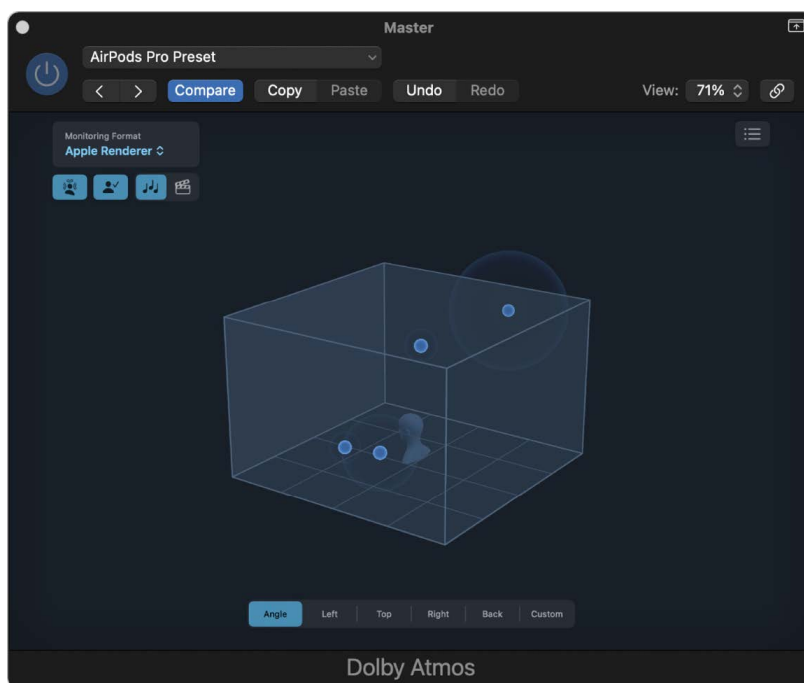 Master
AirPods Pro Preset
Compare Copy Paste Undo Redo View: 71%
Monitoring Format
Apple Renderer
Angle Left Top Right Back Custom
Dolby Atmos